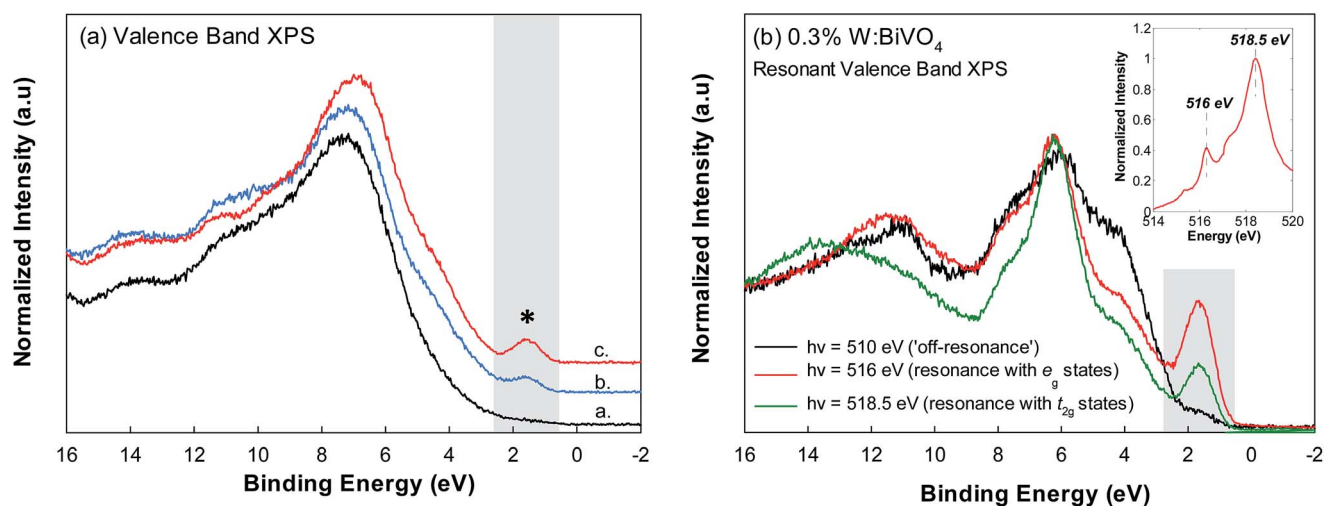 (a) Valence Band XPS
Normalized Intensity (a.u)
*
c.
b.
a.
16 14 12 10 8 6 4 2 0 -2
Binding Energy (eV)
(b) 0.3% W:BiVO4
Resonant Valence Band XPS
Normalized Intensity (a.u)
hν = 510 eV ('off-resonance')
hν = 516 eV (resonance with eg states)
hν = 518.5 eV (resonance with t2g states)
16 14 12 10 8 6 4 2 0 -2
Binding Energy (eV)
Normalized Intensity
1.2
1
0.8
0.6
0.4
0.2
0
518.5 eV
516 eV
514 516 518 520
Energy (eV)